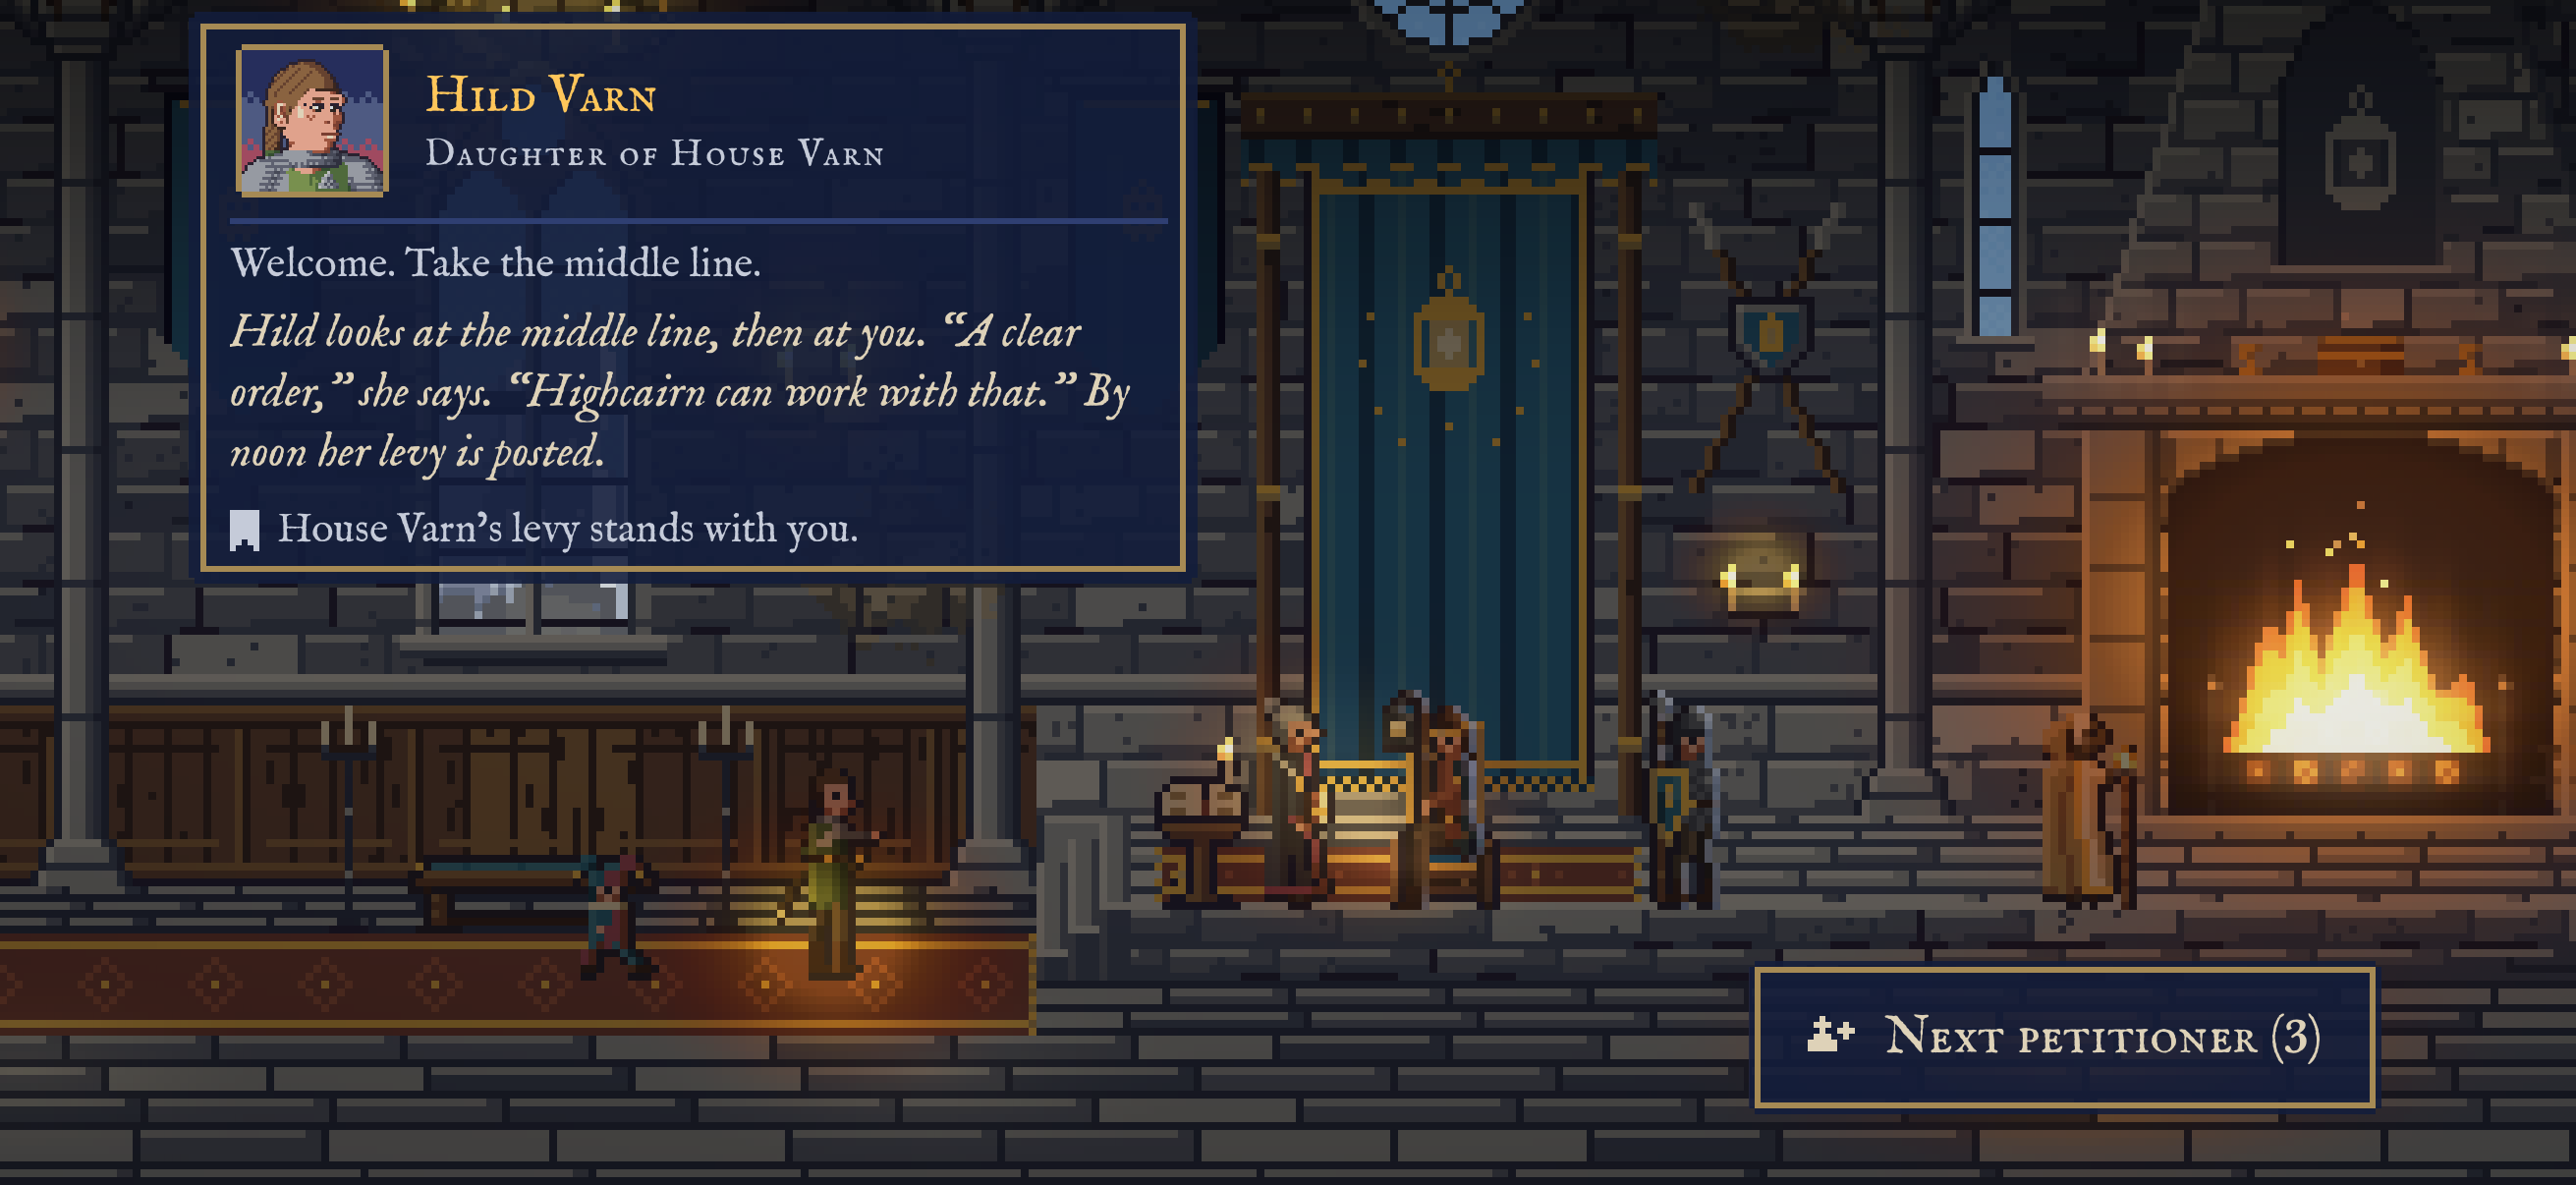 Hild Varn
Daughter of House Varn
Welcome. Take the middle line.
Hild looks at the middle line, then at you. “A clear
order,” she says. “Highcairn can work with that.” By
noon her levy is posted.
House Varn’s levy stands with you.
Next petitioner (3)